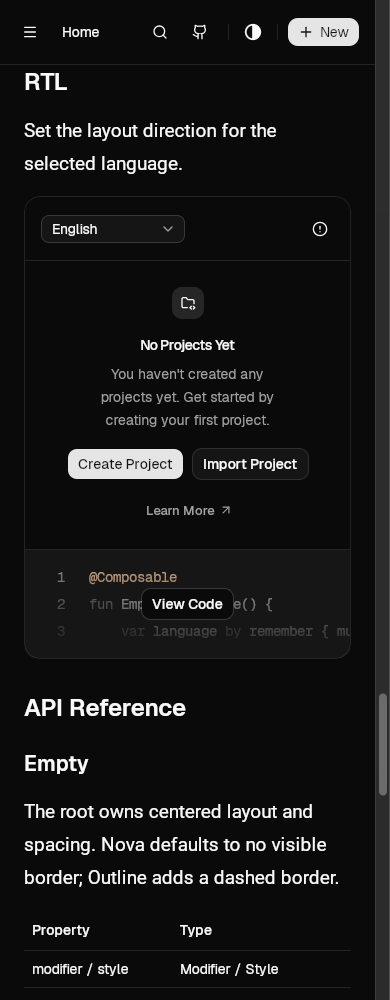 Home
New
RTL
Set the layout direction for the
selected language.
English
No Projects Yet
You haven't created any
projects yet. Get started by
creating your first project.
Create Project
Import Project
Learn More
1 @Composable
2 fun Emp
View Code
e() {
3 var language by remember { mu
API Reference
Empty
The root owns centered layout and
spacing. Nova defaults to no visible
border; Outline adds a dashed border.
Property Type
modifier / style Modifier / Style